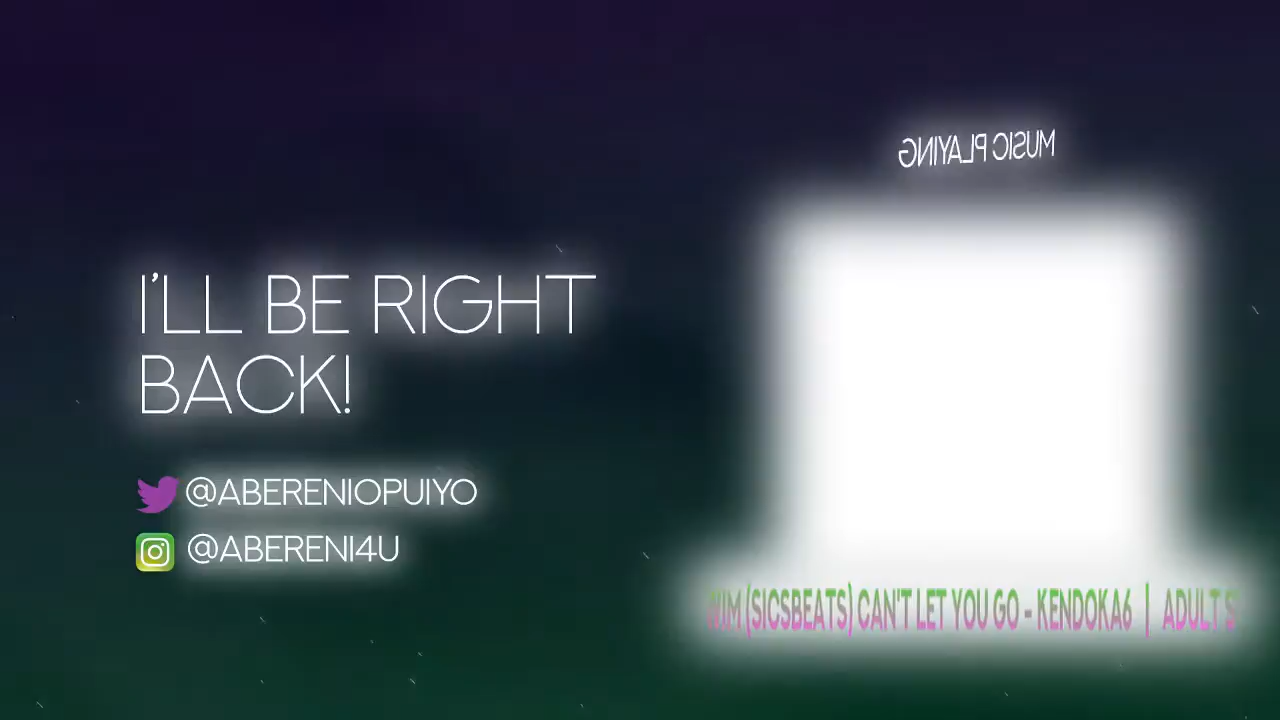 MUSIC PLAYING
I'LL BE RIGHT
BACK!
@ABERENIOPUIYO
@ABERENI4U
(SICSBEATS) CAN'T LET YOU GO - KENDOKA6 | ADULT